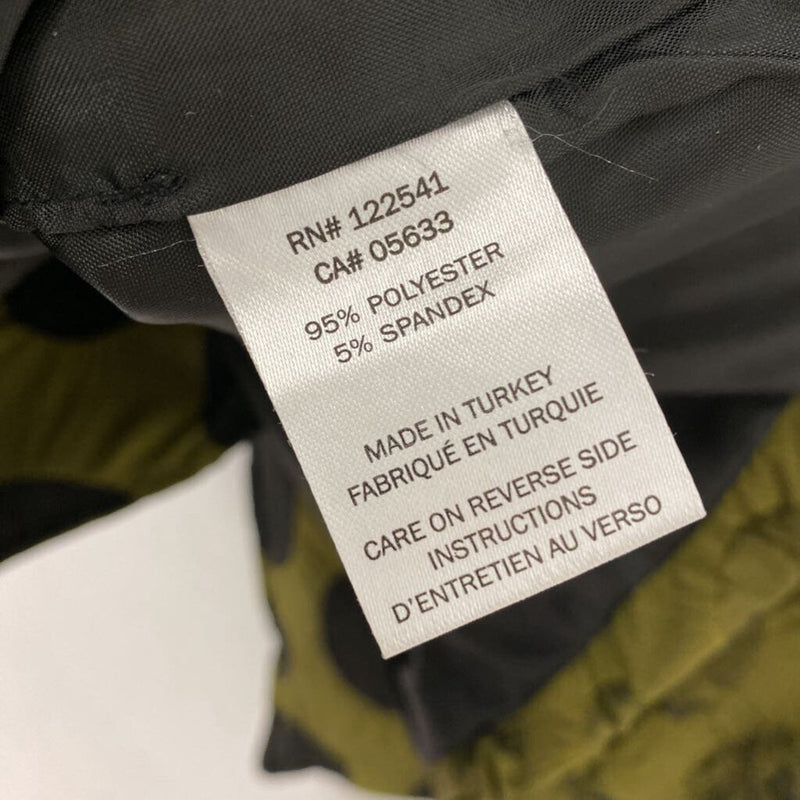 RN# 122541
CA# 05633
95% POLYESTER
5% SPANDEX
MADE IN TURKEY
FABRIQUÉ EN TURQUIE
CARE ON REVERSE SIDE
INSTRUCTIONS
D'ENTRETIEN AU VERSO